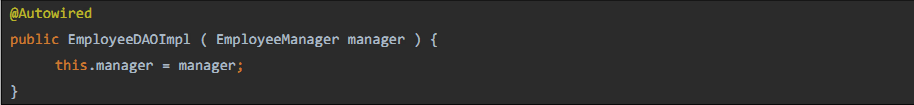 @Autowired
public EmployeeDAOImpl ( EmployeeManager manager ) {
this.manager = manager;
}